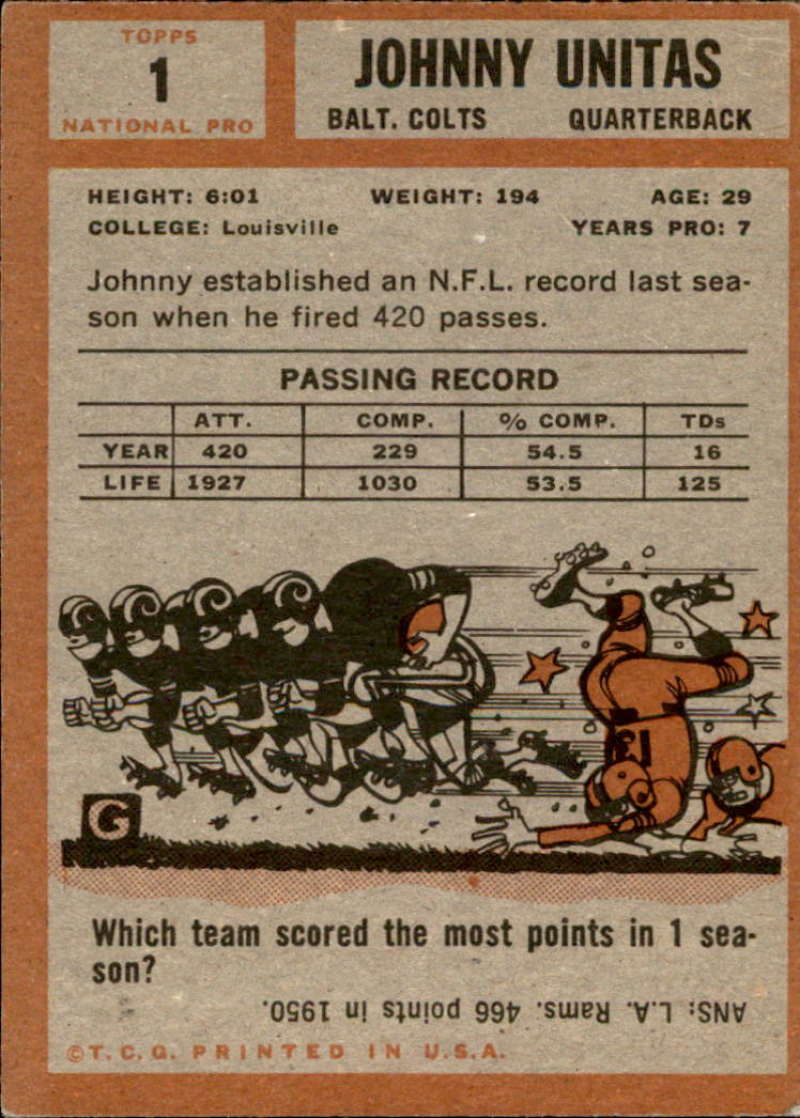 TOPPS
1
NATIONAL PRO
JOHNNY UNITAS
BALT. COLTS QUARTERBACK
HEIGHT: 6:01 WEIGHT: 194 AGE: 29
COLLEGE: Louisville YEARS PRO: 7
Johnny established an N.F.L. record last sea-
son when he fired 420 passes.
PASSING RECORD
ATT. COMP. % COMP. TDs
YEAR 420 229 54.5 16
LIFE 1927 1030 53.5 125
13
G
Which team scored the most points in 1 sea-
son?
ANS: L.A. Rams. 466 points in 1950.
©T.C.G. PRINTED IN U.S.A.